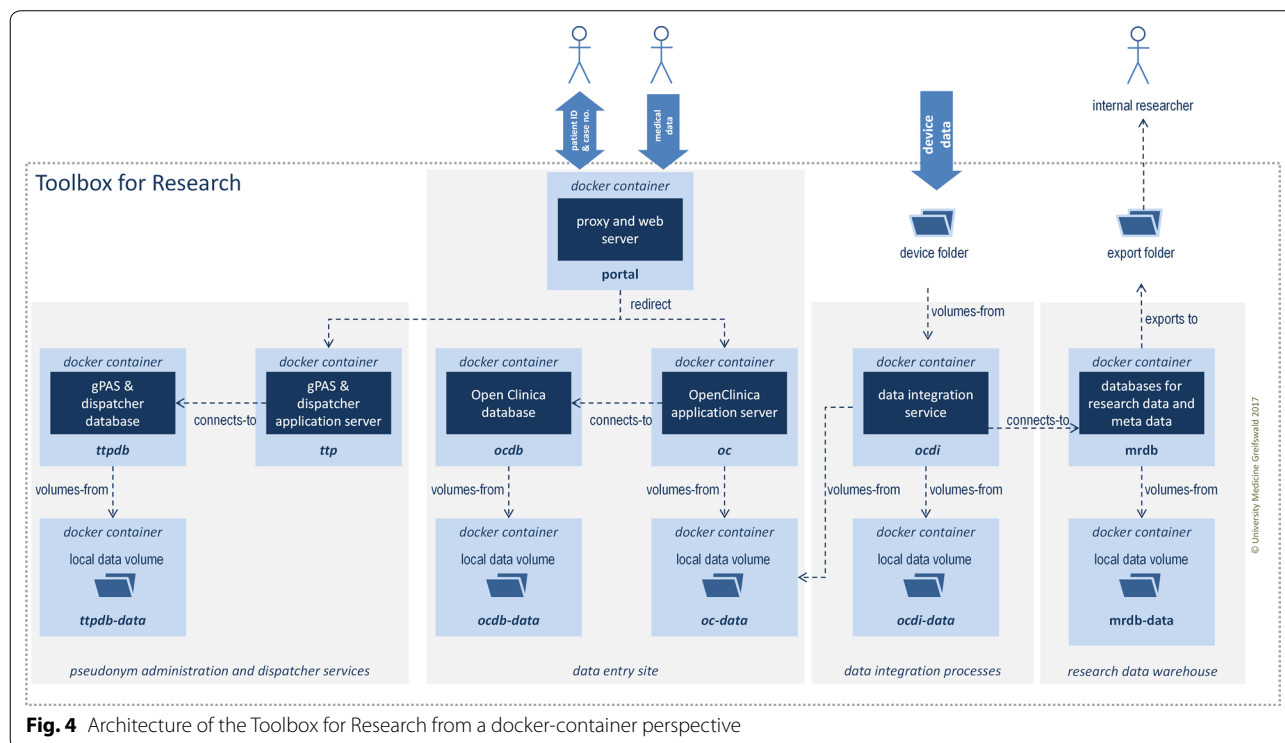 patient ID
& case no.
medical
data
device
data
internal researcher
Toolbox for Research
docker container
proxy and web
server
portal
device folder
export folder
redirect
volumes-from
exports to
docker container
gPAS &
dispatcher
database
ttpdb
connects-to
docker container
gPAS &
dispatcher
application server
ttp
docker container
Open Clinica
database
ocdb
connects-to
docker container
OpenClinica
application server
oc
docker container
data integration
service
ocdi
connects-to
docker container
databases for
research data and
meta data
mrdb
volumes-from
volumes-from
volumes-from
volumes-from
volumes-from
volumes-from
docker container
local data volume
ttpdb-data
docker container
local data volume
ocdb-data
docker container
local data volume
oc-data
docker container
local data volume
ocdi-data
docker container
local data volume
mrdb-data
pseudonym administration and dispatcher services
data entry site
data integration processes
research data warehouse
© University Medicine Greifswald 2017
Fig. 4 Architecture of the Toolbox for Research from a docker-container perspective